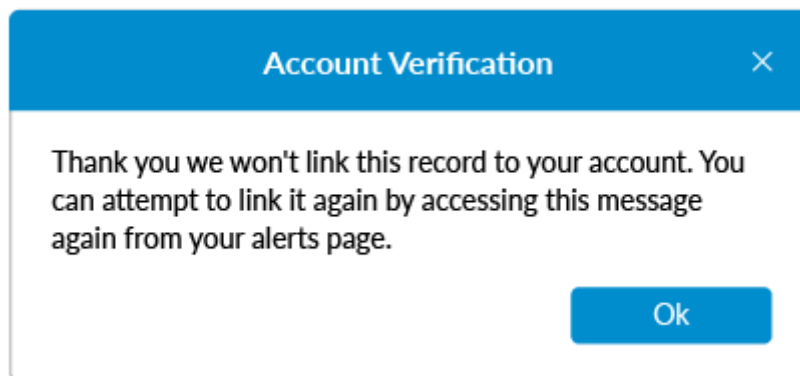 Account Verification
Thank you we won't link this record to your account. You
can attempt to link it again by accessing this message
again from your alerts page.
Ok